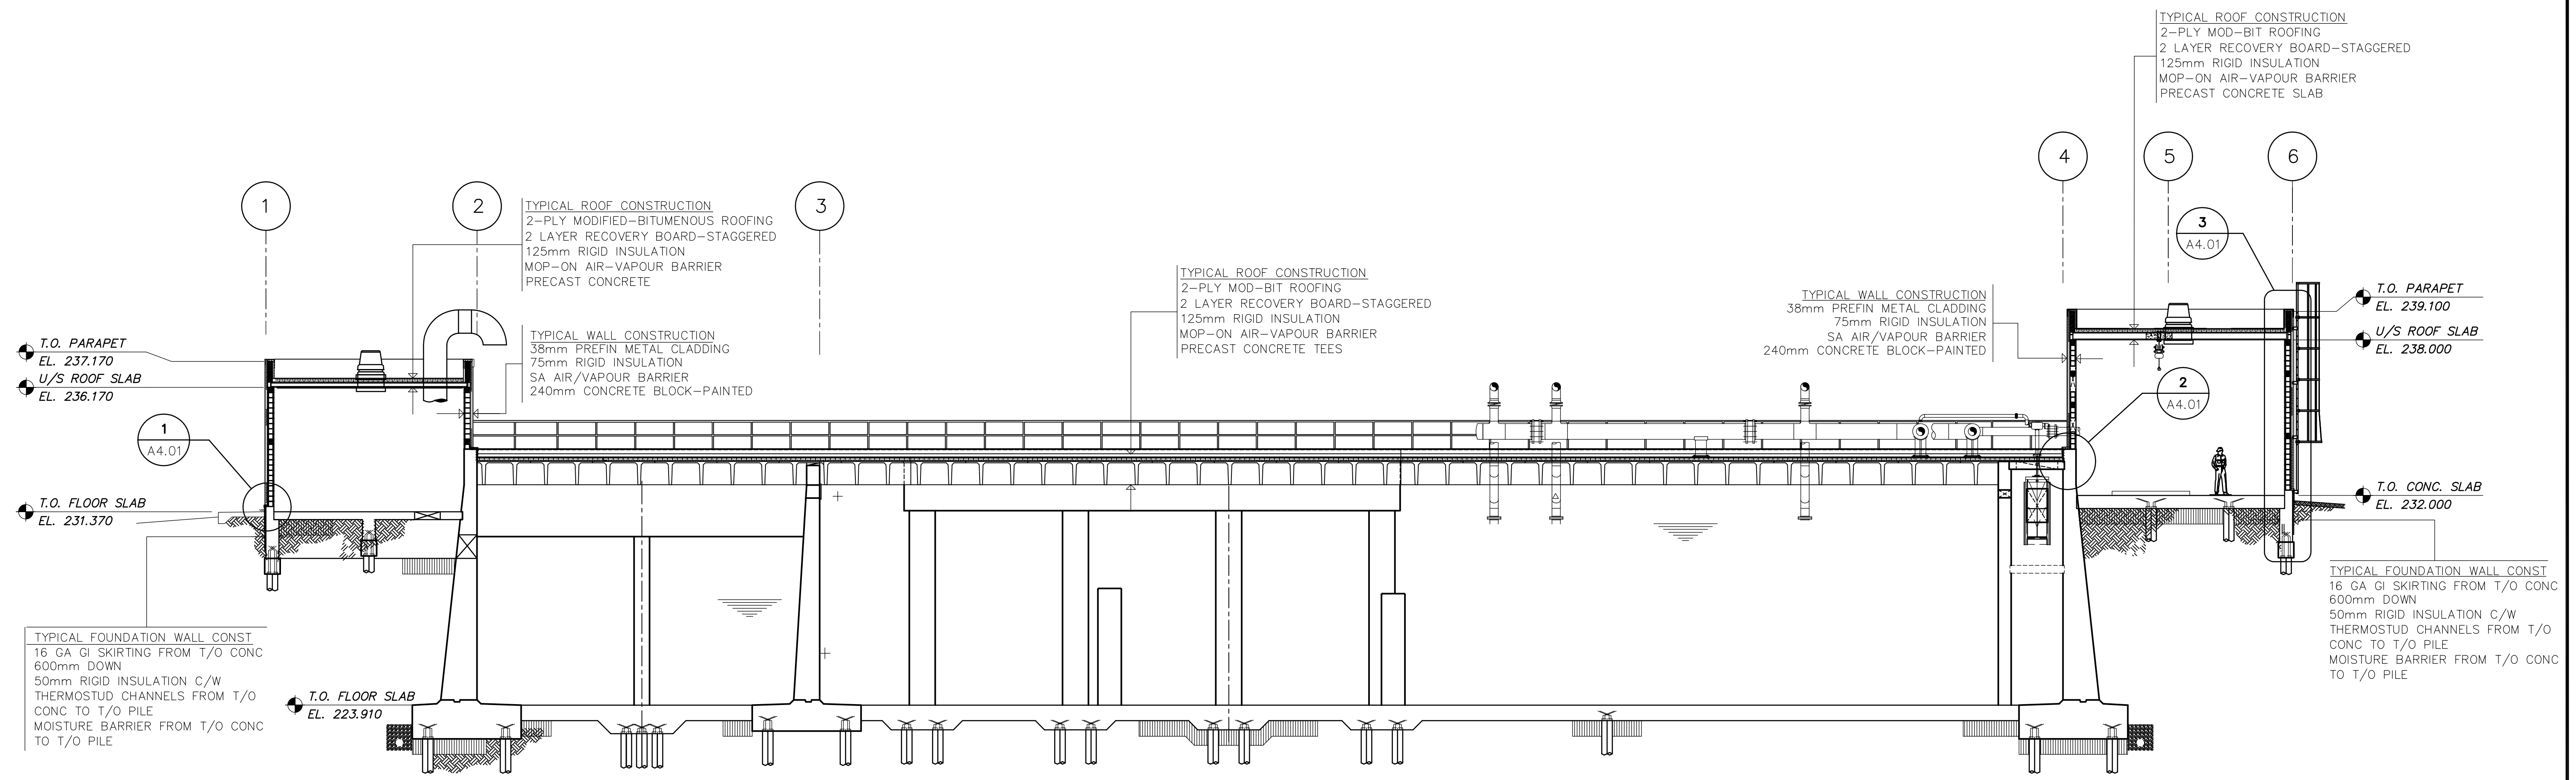 TYPICAL ROOF CONSTRUCTION
2-PLY MOD-BIT ROOFING
2 LAYER RECOVERY BOARD-STAGGERED
125mm RIGID INSULATION
MOP-ON AIR-VAPOUR BARRIER
PRECAST CONCRETE SLAB
1
2
3
4
5
6
TYPICAL ROOF CONSTRUCTION
2-PLY MODIFIED-BITUMENOUS ROOFING
2 LAYER RECOVERY BOARD-STAGGERED
125mm RIGID INSULATION
MOP-ON AIR-VAPOUR BARRIER
PRECAST CONCRETE
TYPICAL WALL CONSTRUCTION
38mm PREFIN METAL CLADDING
75mm RIGID INSULATION
SA AIR/VAPOUR BARRIER
240mm CONCRETE BLOCK-PAINTED
TYPICAL ROOF CONSTRUCTION
2-PLY MOD-BIT ROOFING
2 LAYER RECOVERY BOARD-STAGGERED
125mm RIGID INSULATION
MOP-ON AIR-VAPOUR BARRIER
PRECAST CONCRETE TEES
TYPICAL WALL CONSTRUCTION
38mm PREFIN METAL CLADDING
75mm RIGID INSULATION
SA AIR/VAPOUR BARRIER
240mm CONCRETE BLOCK-PAINTED
3
A4.01
T.O. PARAPET
EL. 239.100
U/S ROOF SLAB
EL. 238.000
T.O. PARAPET
EL. 237.170
U/S ROOF SLAB
EL. 236.170
1
A4.01
2
A4.01
T.O. FLOOR SLAB
EL. 231.370
T.O. CONC. SLAB
EL. 232.000
TYPICAL FOUNDATION WALL CONST
16 GA GI SKIRTING FROM T/O CONC
600mm DOWN
50mm RIGID INSULATION C/W
THERMOSTUD CHANNELS FROM T/O
CONC TO T/O PILE
MOISTURE BARRIER FROM T/O CONC
TO T/O PILE
T.O. FLOOR SLAB
EL. 223.910
TYPICAL FOUNDATION WALL CONST
16 GA GI SKIRTING FROM T/O CONC
600mm DOWN
50mm RIGID INSULATION C/W
THERMOSTUD CHANNELS FROM T/O
CONC TO T/O PILE
MOISTURE BARRIER FROM T/O CONC
TO T/O PILE